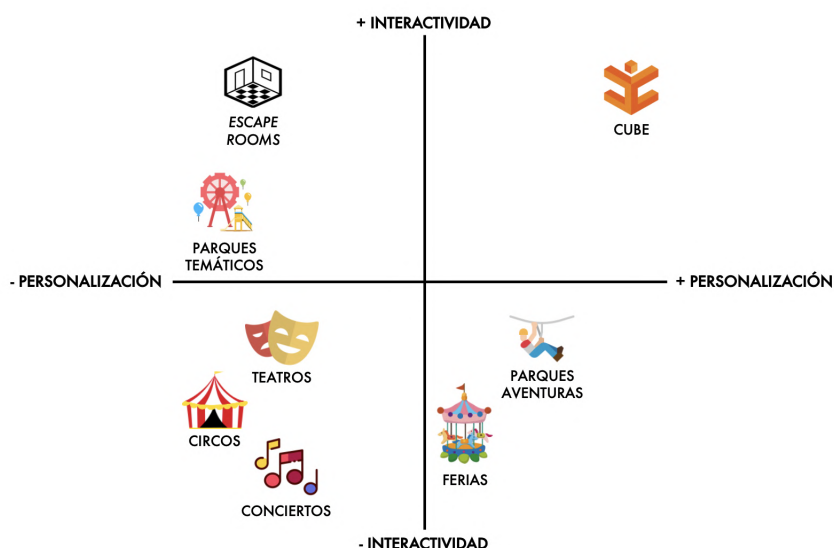 + INTERACTIVIDAD
ESCAPE
ROOMS
CUBE
PARQUES
TEMÁTICOS
- PERSONALIZACIÓN
+ PERSONALIZACIÓN
TEATROS
PARQUES
AVENTURAS
CIRCOS
FERIAS
CONCIERTOS
- INTERACTIVIDAD